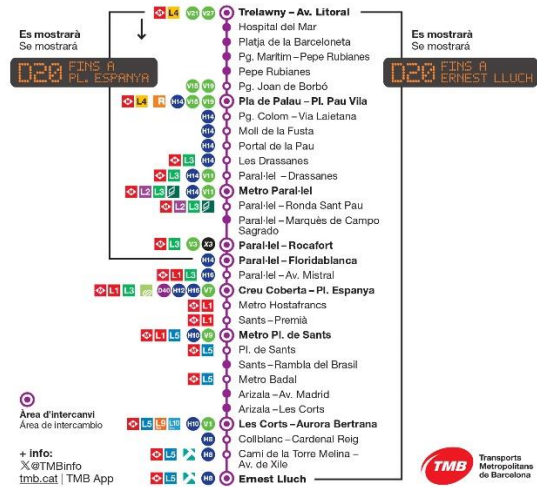 Es mostrarà
Se mostrará
D20 FINS A
PL. ESPANYA
Es mostrarà
Se mostrará
D20 FINS A
ERNEST LLUCH
L4 V21 V27 Trelawny – Av. Litoral
Hospital del Mar
Platja de la Barceloneta
Pg. Marítim – Pepe Rubianes
Pepe Rubianes
V15 V19 Pg. Joan de Borbó
L4 R H14 V15 V19 Pla de Palau – Pl. Pau Vila
H14 Pg. Colom – Via Laietana
H14 Moll de la Fusta
H14 Portal de la Pau
L3 H14 Les Drassanes
L3 H14 V11 Paral·lel – Drassanes
L2 L3 H14 V11 Metro Paral·lel
L2 L3 Paral·lel – Ronda Sant Pau
Paral·lel – Marquès de Campo
Sagrado
L3 V3 X3 Paral·lel – Rocafort
H14 Paral·lel – Floridablanca
L1 L3 H16 Paral·lel – Av. Mistral
L1 L3 D40 H12 H16 V7 Creu Coberta – Pl. Espanya
L1 Metro Hostafrancs
L1 Sants – Premià
L1 L5 H10 Metro Pl. de Sants
L5 Pl. de Sants
Sants – Rambla del Brasil
L5 Metro Badal
Arizala – Av. Madrid
Arizala – Les Corts
L5 L9 L10 H10 V1 Les Corts – Aurora Bertrana
H8 Collblanc – Cardenal Reig
L5 H8 Camí de la Torre Melina –
Av. de Xile
L5 H8 Ernest Lluch
Àrea d'intercanvi
Área de intercambio
+ info:
X@TMBinfo
tmb.cat | TMB App
TMB
Transports
Metropolitans
de Barcelona